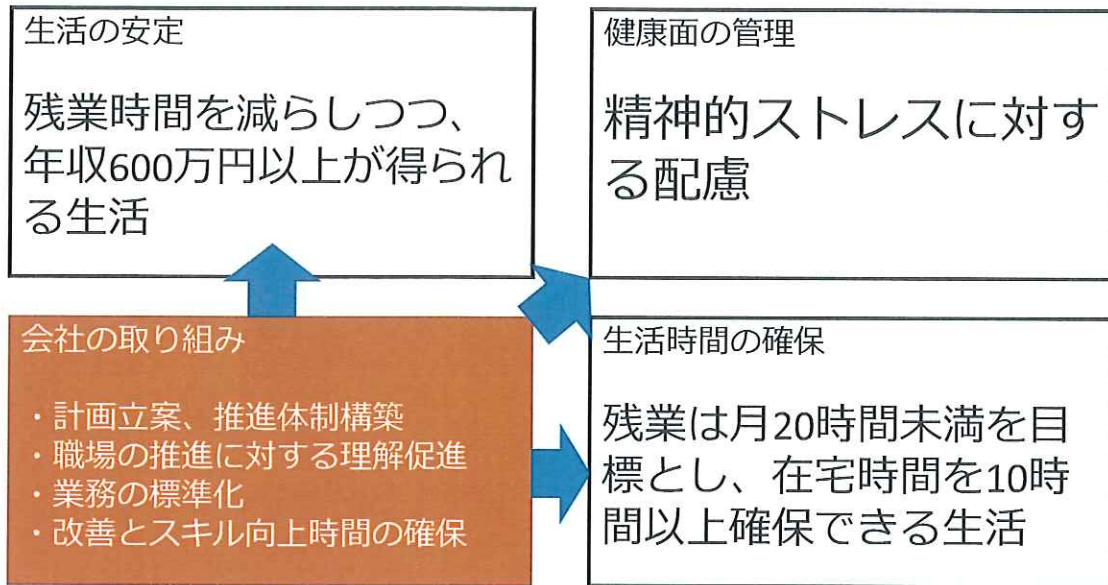 生活の安定
残業時間を減らしつつ、
年収600万円以上が得られ
る生活
健康面の管理
精神的ストレスに対す
る配慮
会社の取り組み
・計画立案、推進体制構築
・職場の推進に対する理解促進
・業務の標準化
・改善とスキル向上時間の確保
生活時間の確保
残業は月20時間未満を目
標とし、在宅時間を10時
間以上確保できる生活